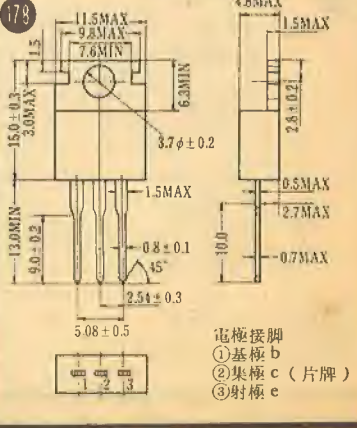 178
11.5MAX
9.8MAX
7.6MIN
1.5
3.0MAX
15.0±0.3
6.3MIN
3.7φ±0.2
1.5MAX
13.0MIN
9.0±0.2
0.8±0.1
45°
2.54±0.3
5.08±0.5
4.8MAX
1.5MAX
2.8±0.2
0.5MAX
2.7MAX
10.0
0.7MAX
1 2 3
電極接脚
①基極 b
②集極 c（片牌）
③射極 e